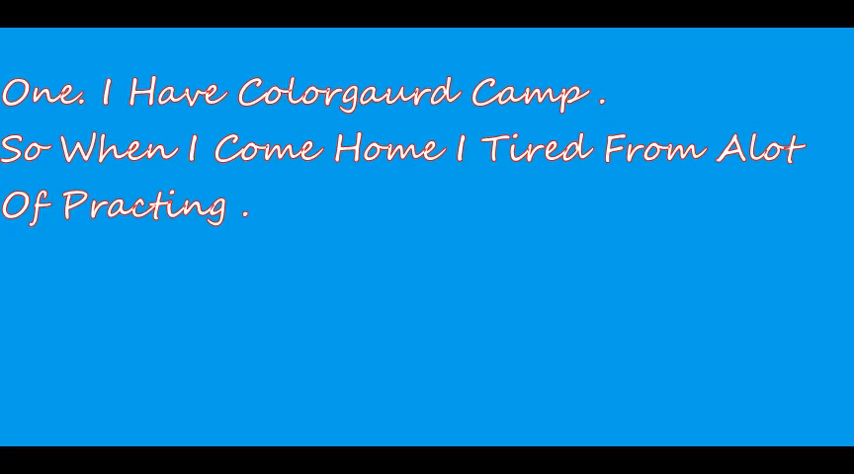 One. I Have Colorgaurd Camp .
So When I Come Home I Tired From Alot
Of Practing .